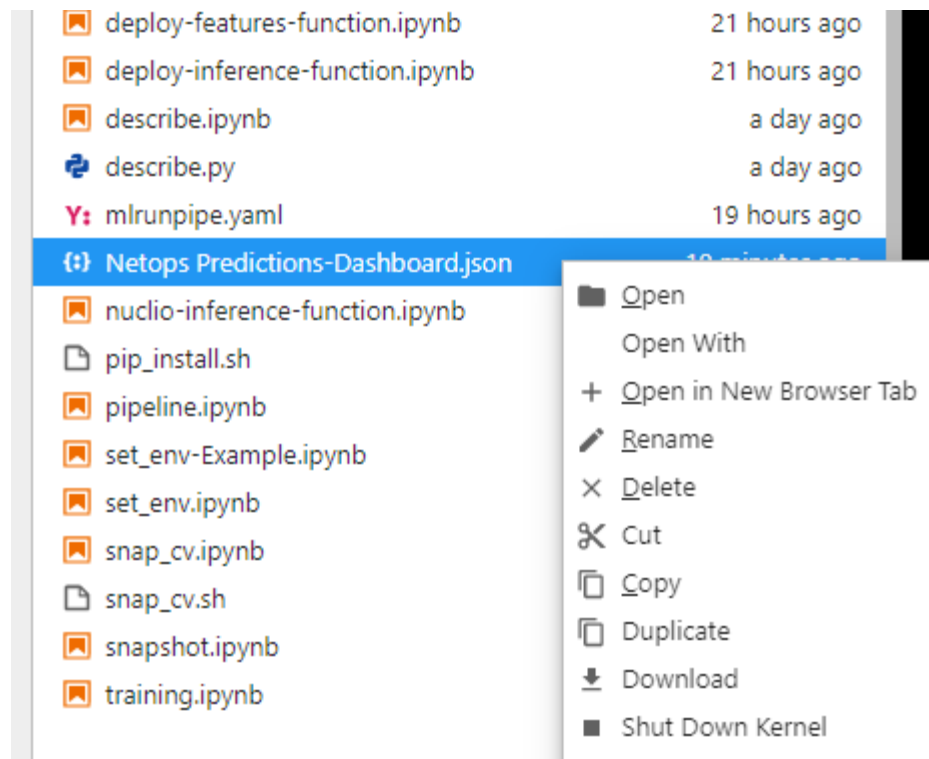 deploy-features-function.ipynb 21 hours ago
deploy-inference-function.ipynb 21 hours ago
describe.ipynb a day ago
describe.py a day ago
Y: mlrunpipe.yaml 19 hours ago
{:} Netops Predictions-Dashboard.json
nuclio-inference-function.ipynb
pip_install.sh
pipeline.ipynb
set_env-Example.ipynb
set_env.ipynb
snap_cv.ipynb
snap_cv.sh
snapshot.ipynb
training.ipynb
Open
Open With
Open in New Browser Tab
Rename
Delete
Cut
Copy
Duplicate
Download
Shut Down Kernel